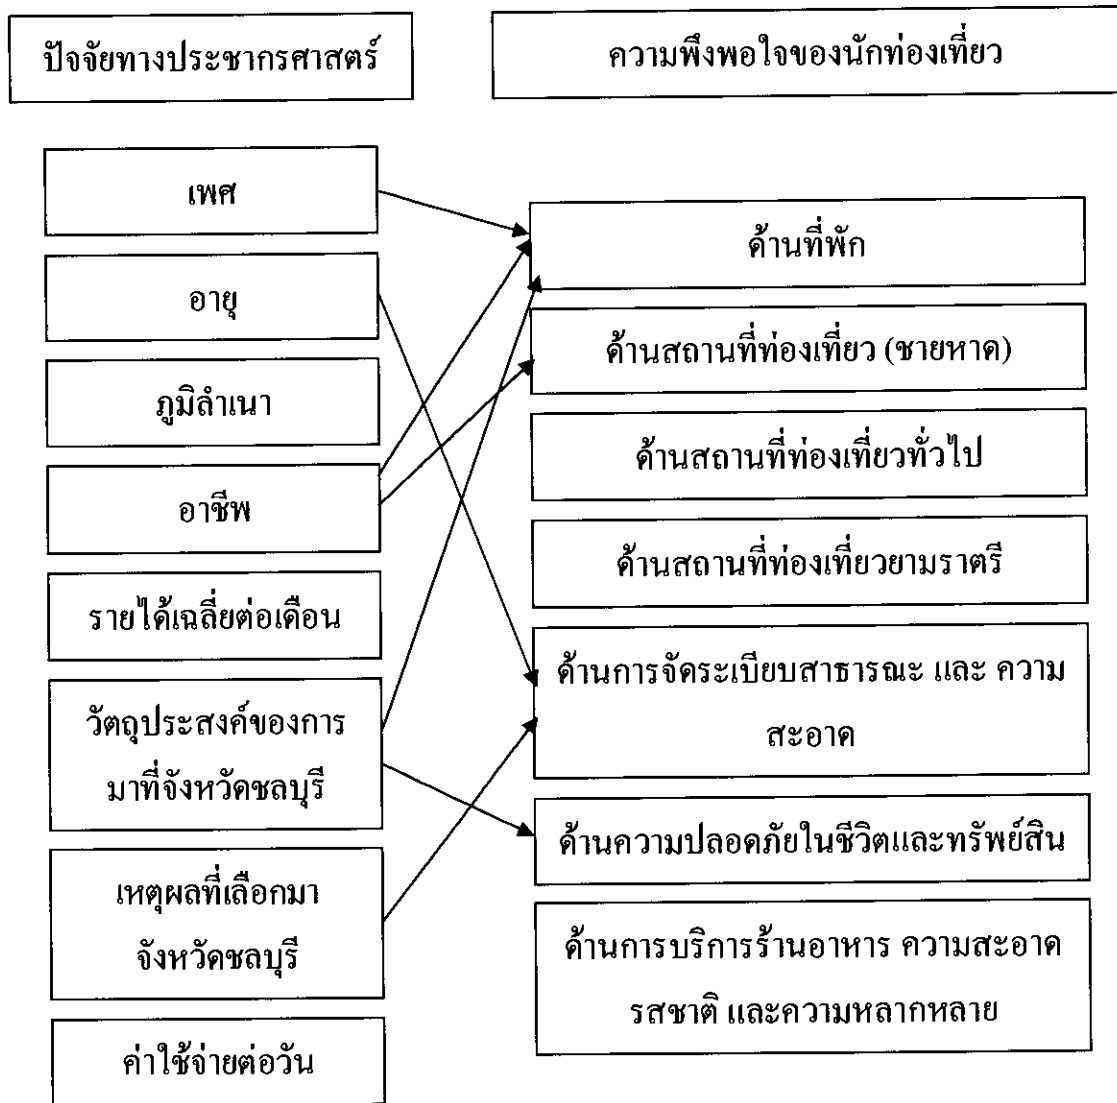 ปัจจัยทางประชากรศาสตร์
ความพึงพอใจของนักท่องเที่ยว
เพศ
อายุ
ภูมิลำเนา
อาชีพ
รายได้เฉลี่ยต่อเดือน
วัตถุประสงค์ของการ
มาที่จังหวัดชลบุรี
เหตุผลที่เลือกมา
จังหวัดชลบุรี
ค่าใช้จ่ายต่อวัน
ด้านที่พัก
ด้านสถานที่ท่องเที่ยว (ชายหาด)
ด้านสถานที่ท่องเที่ยวทั่วไป
ด้านสถานที่ท่องเที่ยวยามราตรี
ด้านการจัดระเบียบสาธารณะ และ ความ
สะอาด
ด้านความปลอดภัยในชีวิตและทรัพย์สิน
ด้านการบริการร้านอาหาร ความสะอาด
รสชาติ และความหลากหลาย